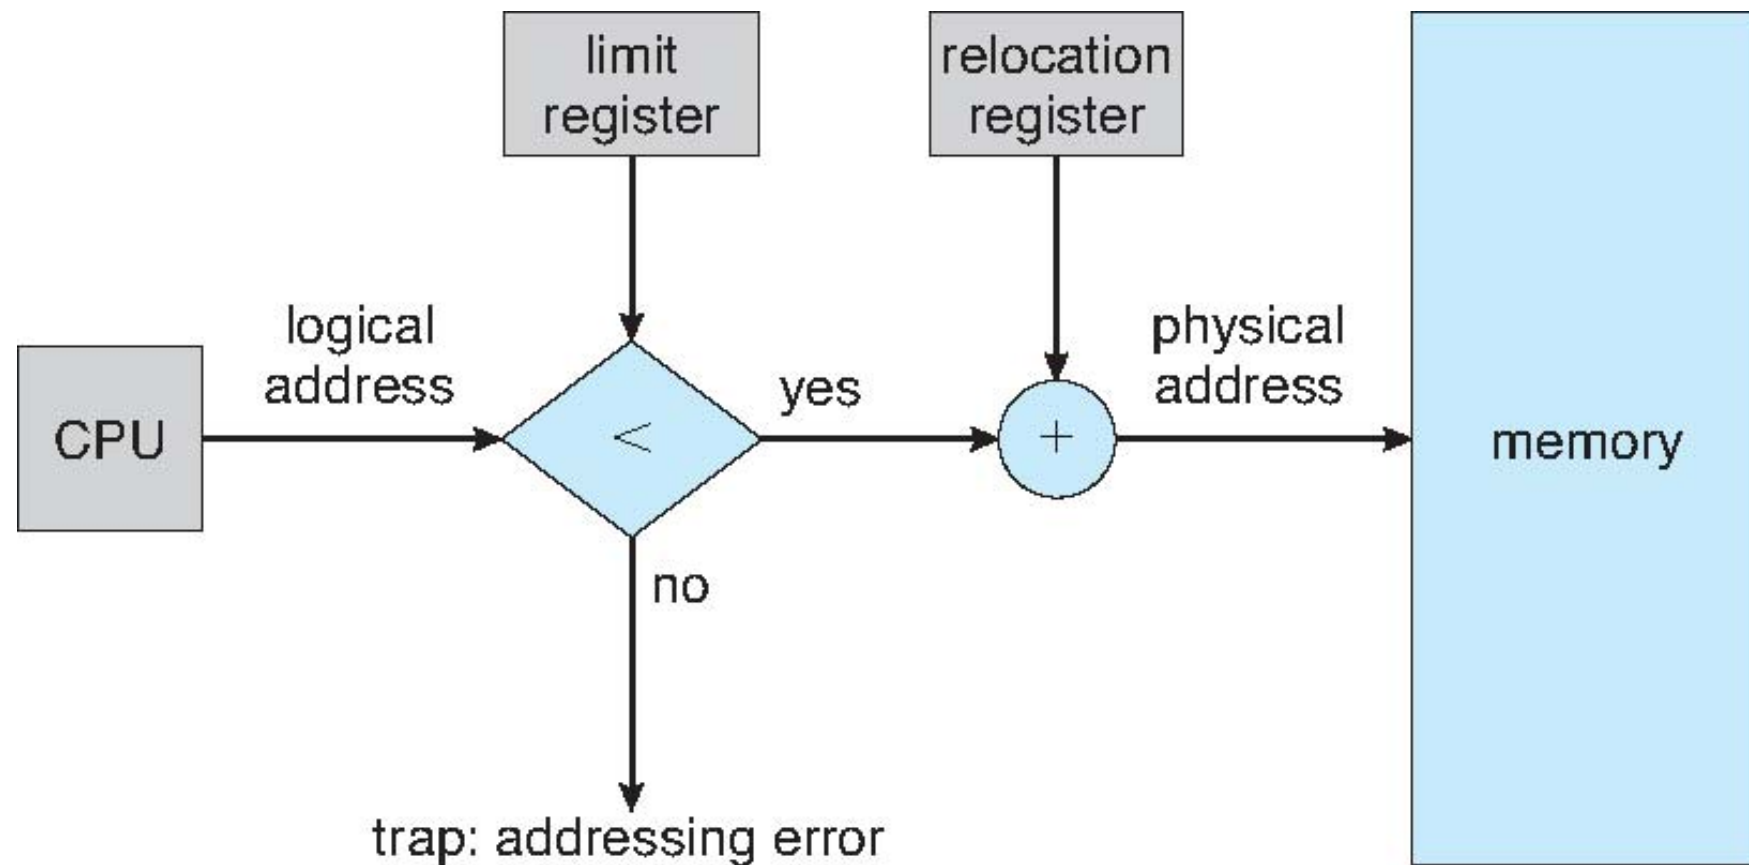 limit
register
relocation
register
logical
address
physical
address
yes
CPU
<
+
memory
no
trap: addressing error